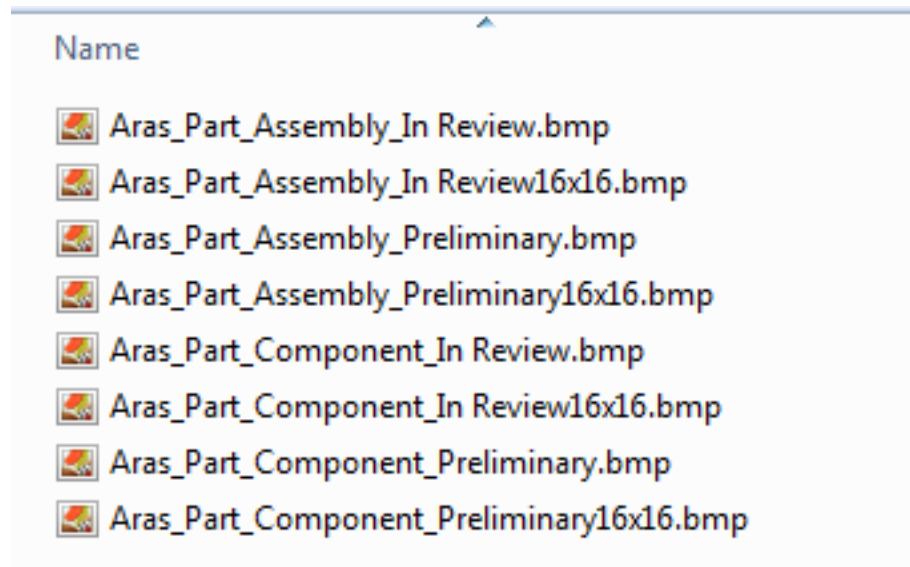 Name
Aras_Part_Assembly_In Review.bmp
Aras_Part_Assembly_In Review16x16.bmp
Aras_Part_Assembly_Preliminary.bmp
Aras_Part_Assembly_Preliminary16x16.bmp
Aras_Part_Component_In Review.bmp
Aras_Part_Component_In Review16x16.bmp
Aras_Part_Component_Preliminary.bmp
Aras_Part_Component_Preliminary16x16.bmp